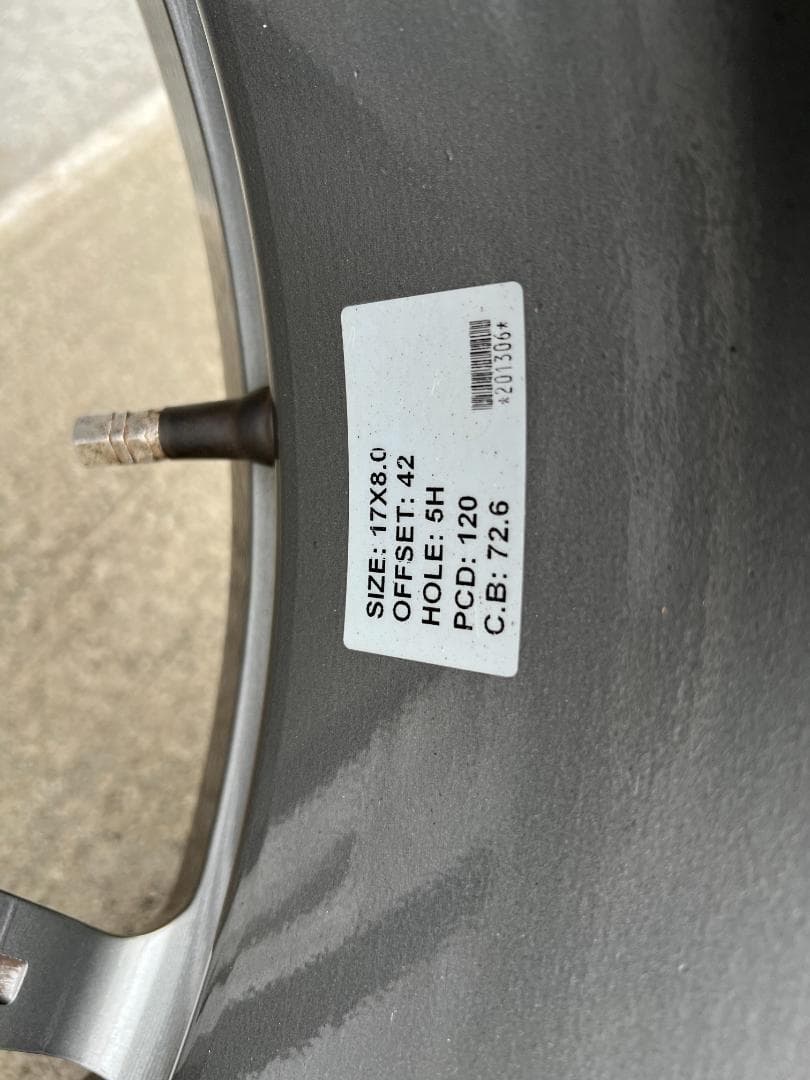 SIZE: 17X8.0
OFFSET: 42
HOLE: 5H
PCD: 120
C.B: 72.6
*201306*